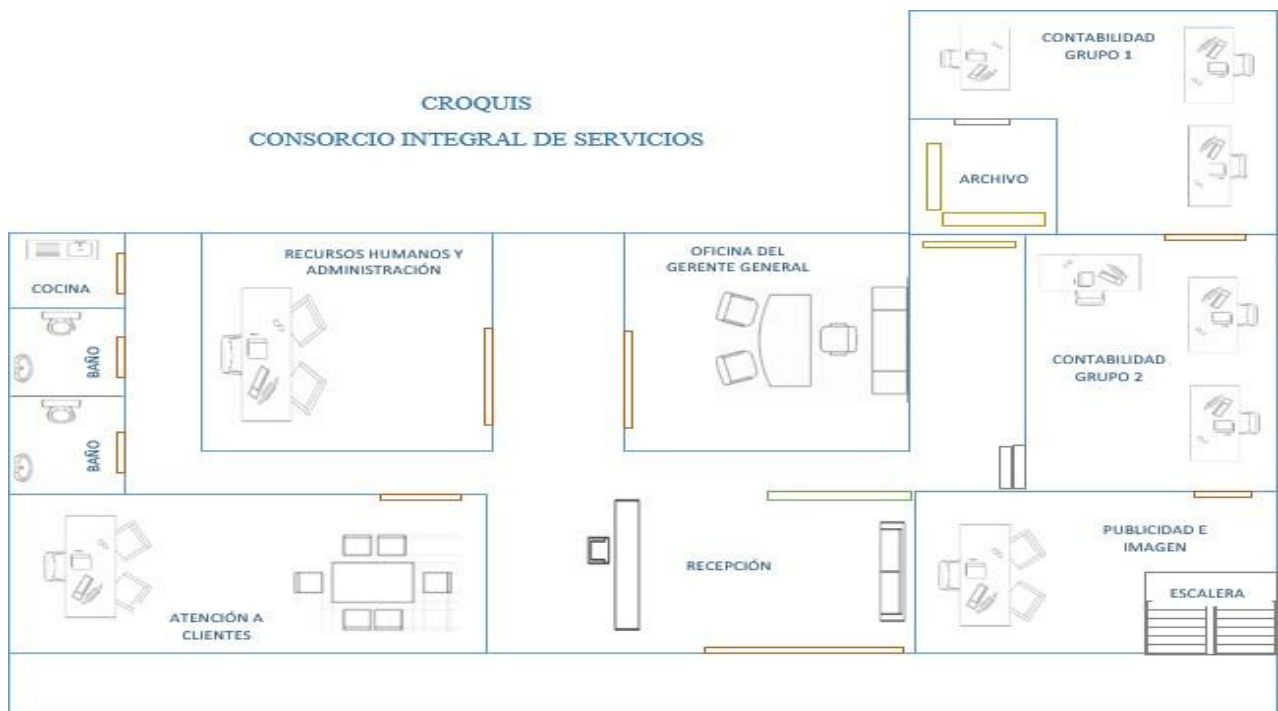 CROQUIS
CONSORCIO INTEGRAL DE SERVICIOS
CONTABILIDAD
GRUPO 1
ARCHIVO
COCINA
BAÑO
BAÑO
RECURSOS HUMANOS Y
ADMINISTRACIÓN
OFICINA DEL
GERENTE GENERAL
CONTABILIDAD
GRUPO 2
ATENCIÓN A
CLIENTES
RECEPCIÓN
PUBLICIDAD E
IMAGEN
ESCALERA